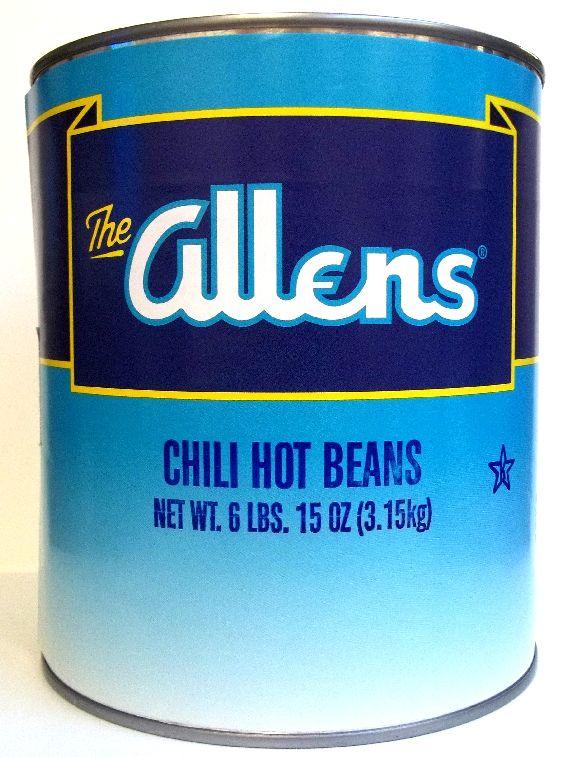 The
allens®
CHILI HOT BEANS
NET WT. 6 LBS. 15 OZ (3.15kg)
K